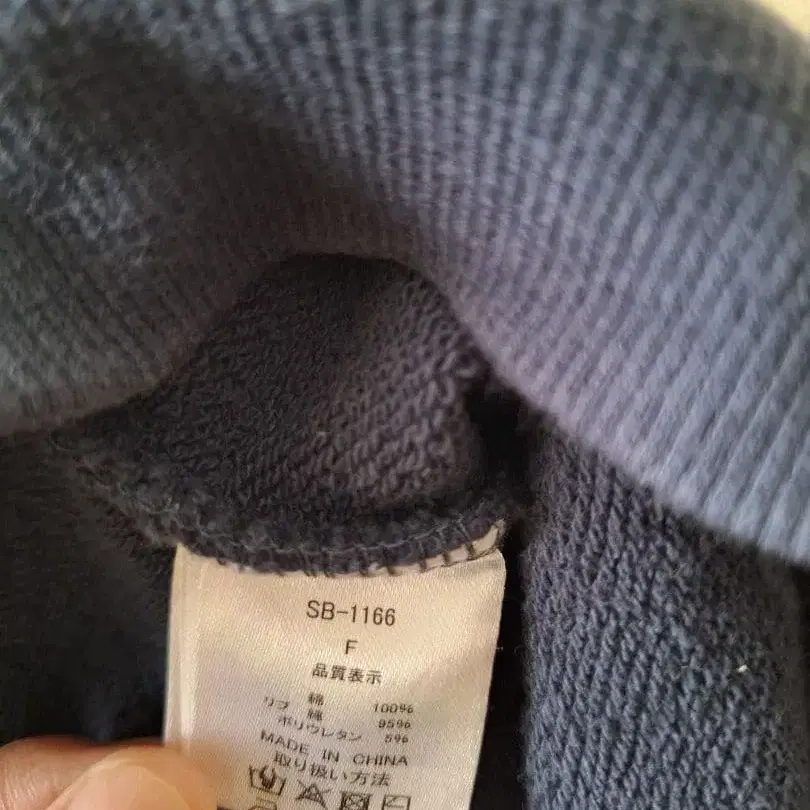 SB-1166
F
品質表示
綿 100%
リブ 綿 95%
ポリウレタン 5%
MADE IN CHINA
取り扱い方法